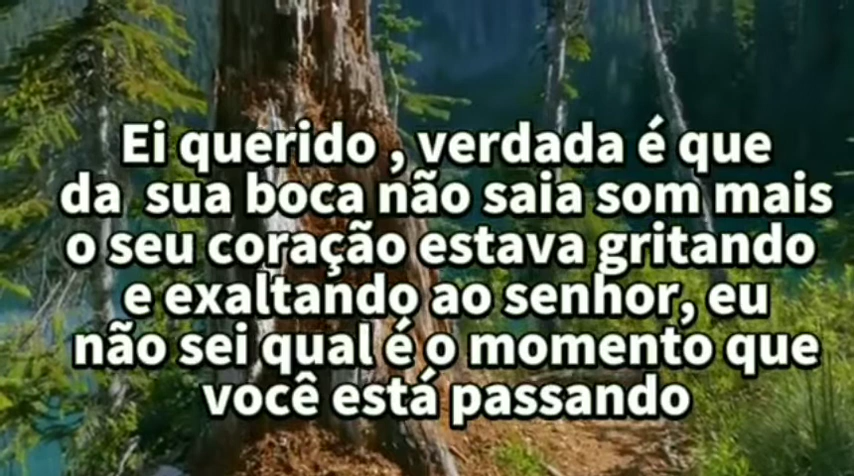 Ei querido , verdada é que
da sua boca não saia som mais
o seu coração estava gritando
e exaltando ao senhor, eu
não sei qual é o momento que
você está passando